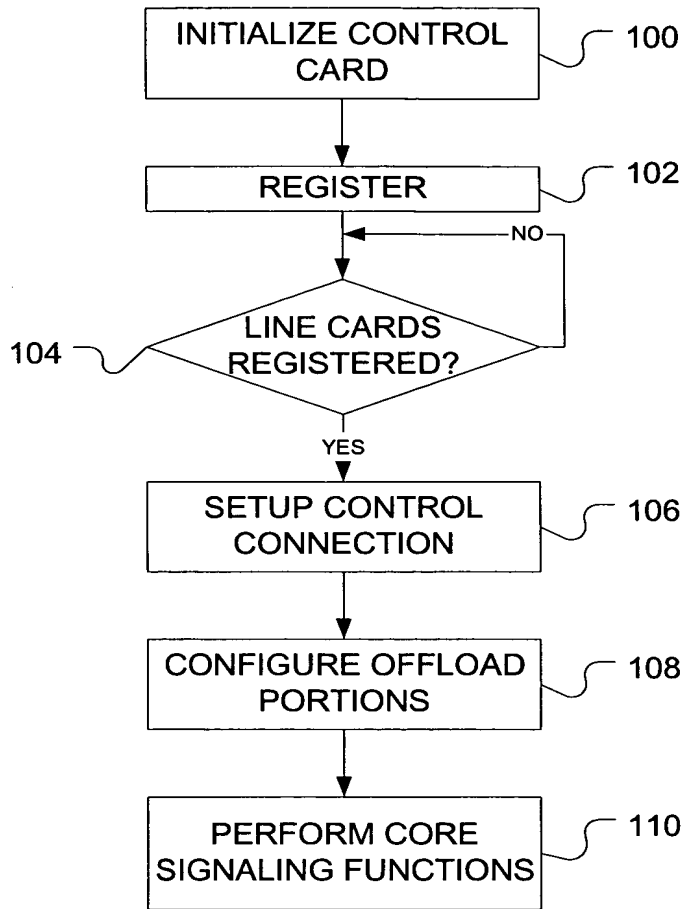 INITIALIZE CONTROL
CARD
100
REGISTER
102
NO
LINE CARDS
REGISTERED?
104
YES
SETUP CONTROL
CONNECTION
106
CONFIGURE OFFLOAD
PORTIONS
108
PERFORM CORE
SIGNALING FUNCTIONS
110